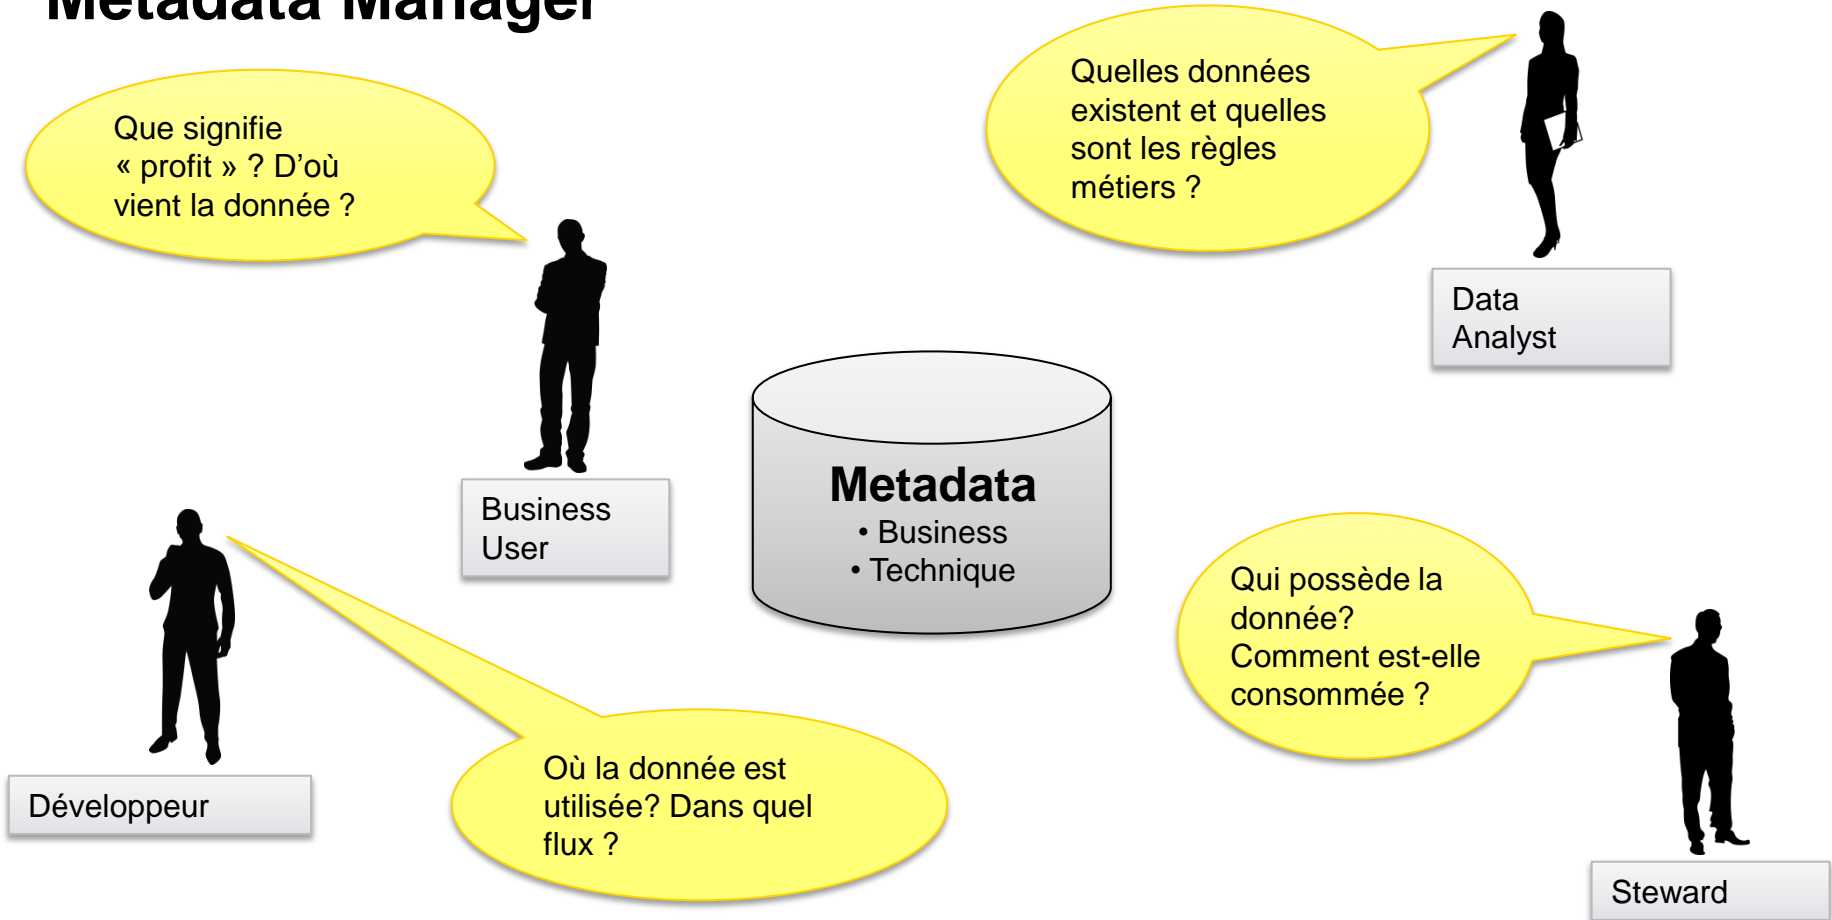 Metadata Manager
Que signifie
« profit » ? D’où
vient la donnée ?
Quelles données
existent et quelles
sont les règles
métiers ?
Data
Analyst
Business
User
Metadata
• Business
• Technique
Qui possède la
donnée?
Comment est-elle
consommée ?
Où la donnée est
utilisée? Dans quel
flux ?
Développeur
Steward